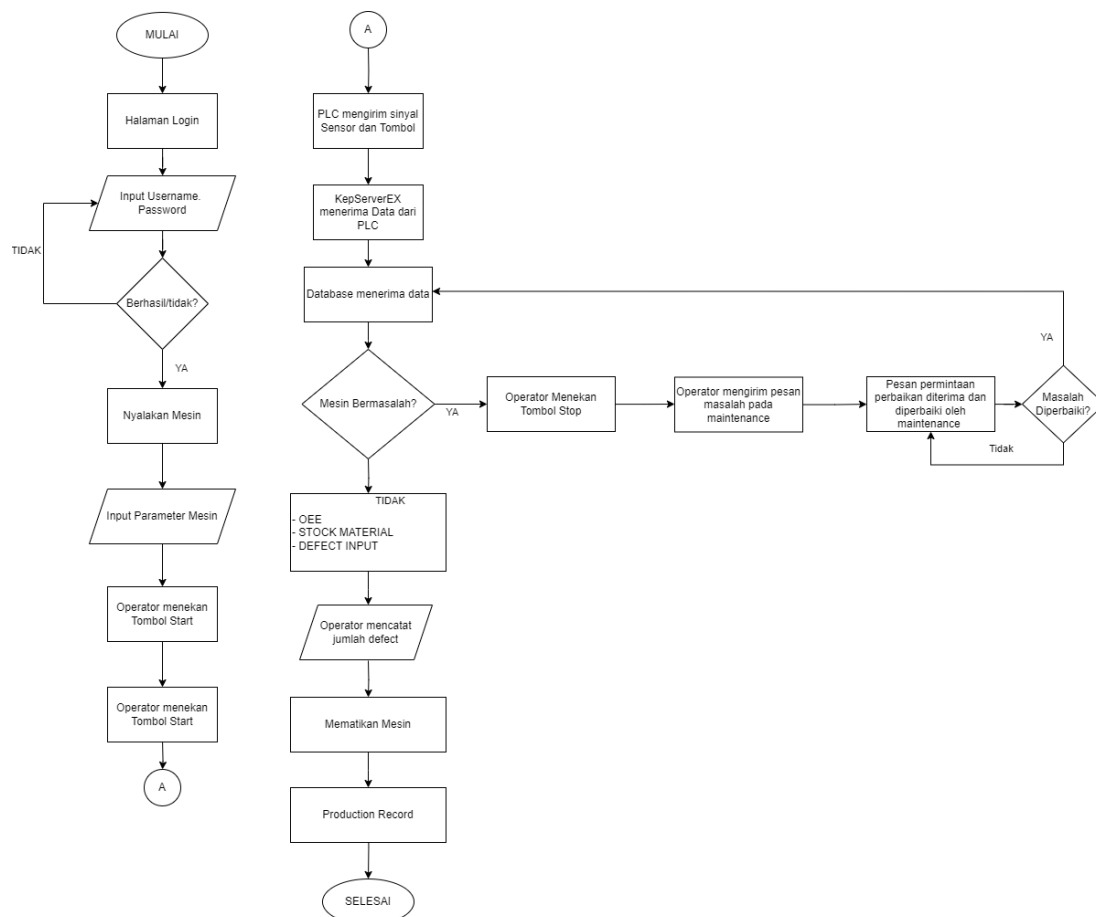 MULAI
Halaman Login
Input Username.
Password
TIDAK
Berhasil/tidak?
YA
Nyalakan Mesin
Input Parameter Mesin
Operator menekan
Tombol Start
Operator menekan
Tombol Start
A
A
PLC mengirim sinyal
Sensor dan Tombol
KepServerEX
menerima Data dari
PLC
Database menerima data
Mesin Bermasalah?
YA
Operator Menekan
Tombol Stop
Operator mengirim pesan
masalah pada
maintenance
Pesan permintaan
perbaikan diterima dan
diperbaiki oleh
maintenance
Masalah
Diperbaiki?
YA
Tidak
TIDAK
- OEE
- STOCK MATERIAL
- DEFECT INPUT
Operator mencatat
jumlah defect
Mematikan Mesin
Production Record
SELESAI